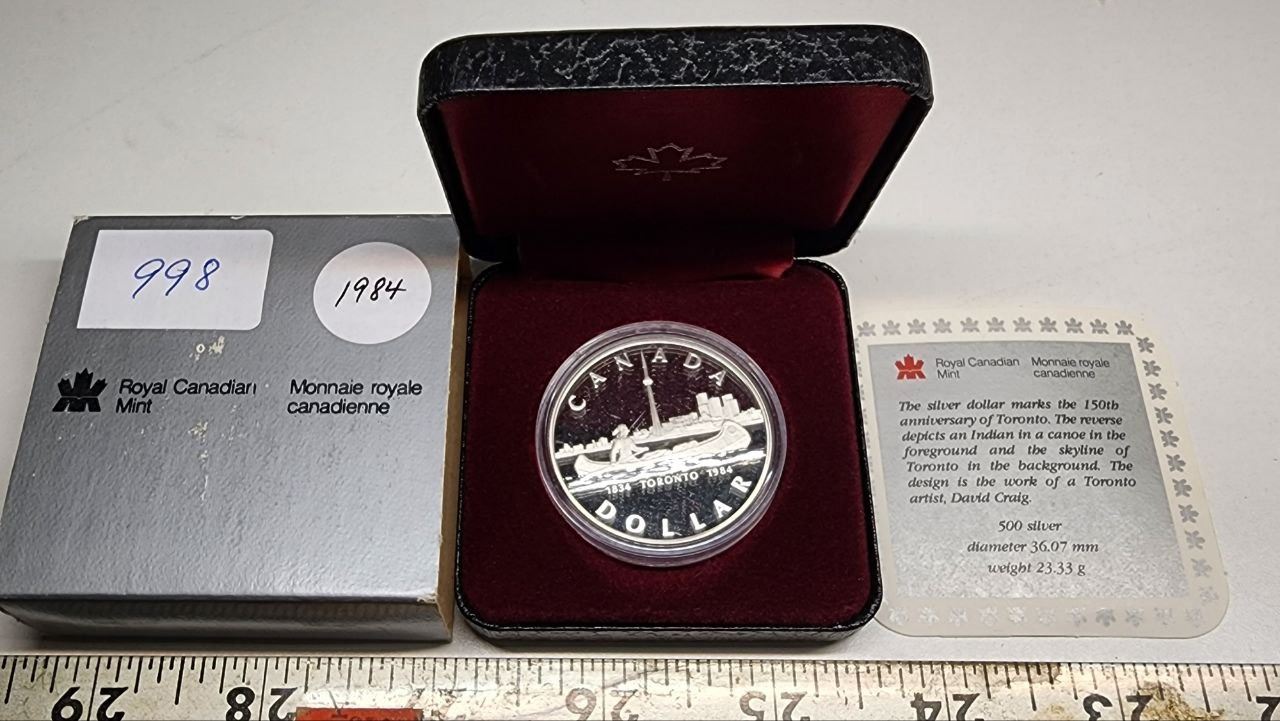 998
1984
Royal Canadian Mint
Monnaie royale canadienne
CANADA
1834 TORONTO 1984
DOLLAR
Royal Canadian Mint
Monnaie royale canadienne
The silver dollar marks the 150th
anniversary of Toronto. The reverse
depicts an Indian in a canoe in the
foreground and the skyline of
Toronto in the background. The
design is the work of a Toronto
artist, David Craig.
500 silver
diameter 36.07 mm
weight 23.33 g
29 28 27 26 25 24 23